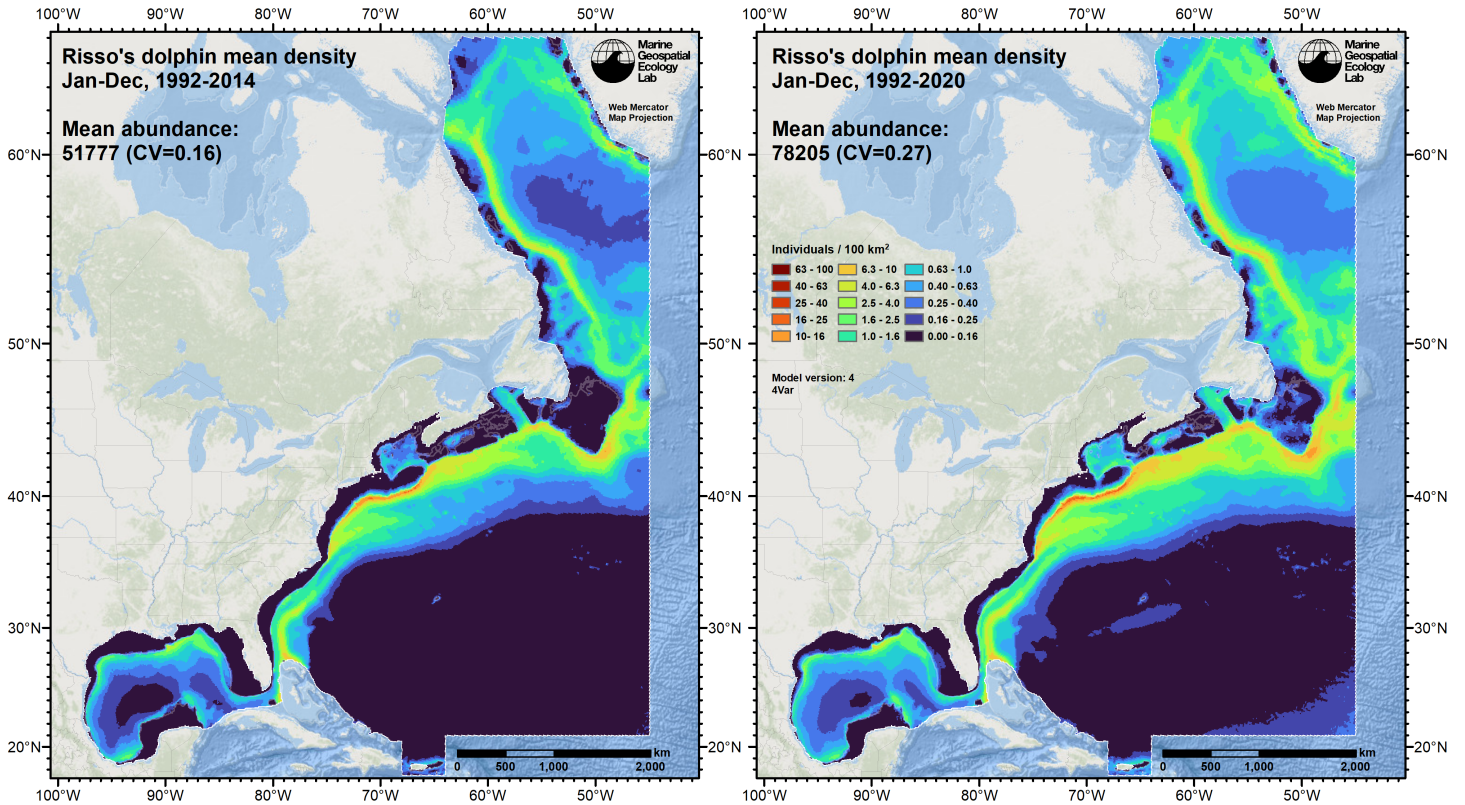 100°W 90°W 80°W 70°W 60°W 50°W
100°W 90°W 80°W 70°W 60°W 50°W
Risso's dolphin mean density
Jan-Dec, 1992-2014
Mean abundance:
51777 (CV=0.16)
Marine
Geospatial
Ecology
Lab
Web Mercator
Map Projection
60°N
50°N
40°N
30°N
20°N
km
0 500 1,000 2,000
100°W 90°W 80°W 70°W 60°W 50°W
Risso's dolphin mean density
Jan-Dec, 1992-2020
Mean abundance:
78205 (CV=0.27)
Marine
Geospatial
Ecology
Lab
Web Mercator
Map Projection
Individuals / 100 km²
63 - 100 6.3 - 10 0.63 - 1.0
40 - 63 4.0 - 6.3 0.40 - 0.63
25 - 40 2.5 - 4.0 0.25 - 0.40
16 - 25 1.6 - 2.5 0.16 - 0.25
10- 16 1.0 - 1.6 0.00 - 0.16
Model version: 4
4Var
60°N
60°N
50°N
50°N
40°N
40°N
30°N
30°N
20°N
20°N
km
0 500 1,000 2,000
100°W 90°W 80°W 70°W 60°W 50°W